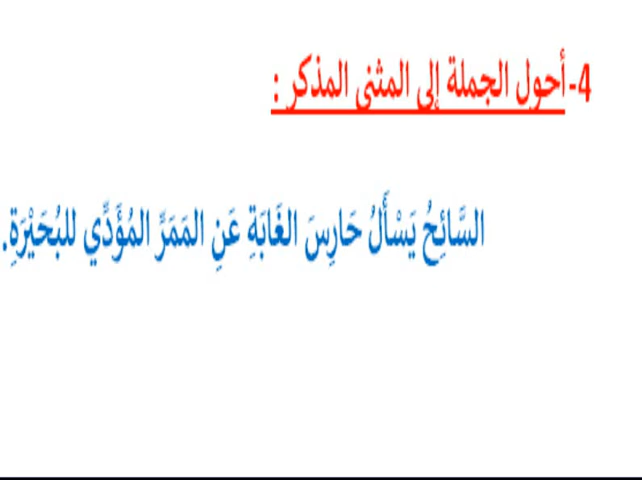 4-أحول الجملة إلى المثنى المذكر :
السَّائِحُ يَسْأَلُ حَارِسَ الغَابَةِ عَنِ المَمَرَّ المُؤَدِّي للبُحَيْرَةِ.